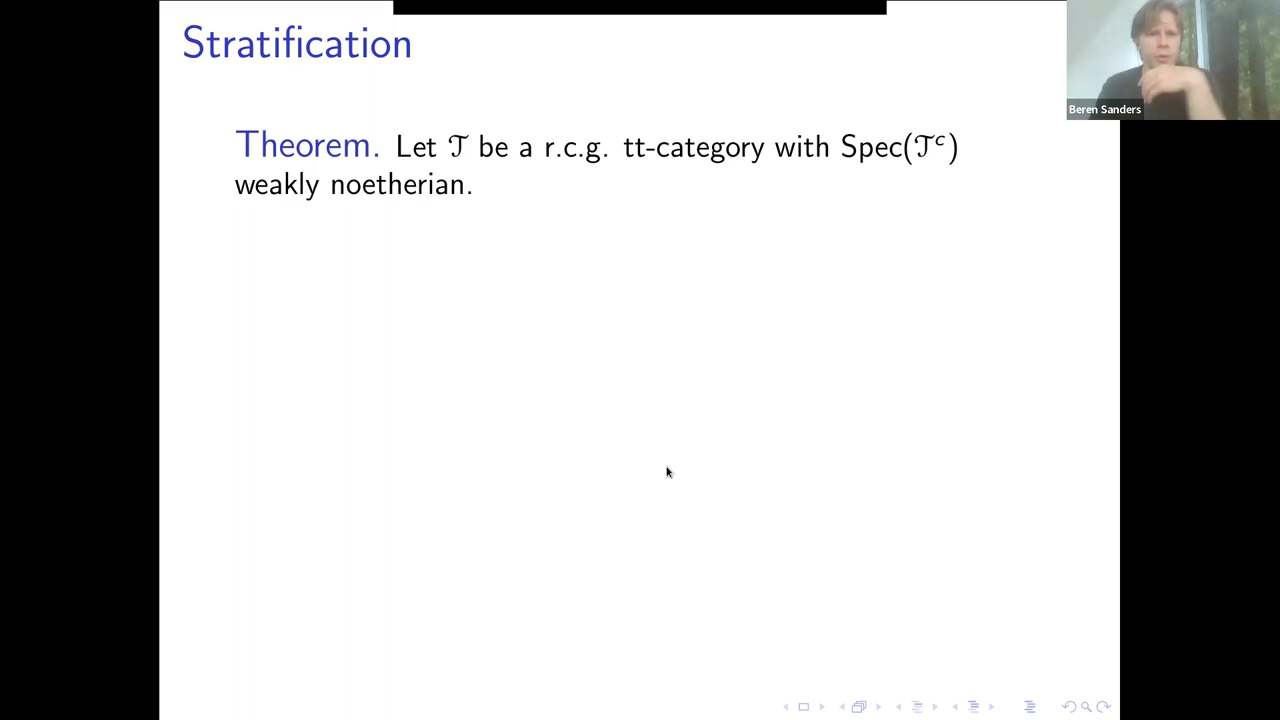 Stratification
Beren Sanders
Theorem. Let 𝒯 be a r.c.g. tt-category with Spec(𝒯ᶜ)
weakly noetherian.